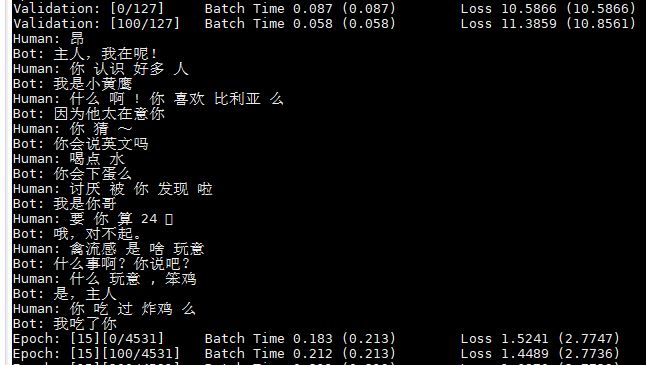 Validation: [0/127] Batch Time 0.087 (0.087) Loss 10.5866 (10.5866)
Validation: [100/127] Batch Time 0.058 (0.058) Loss 11.3859 (10.8561)
Human: 昂
Bot: 主人，我在呢！
Human: 你 认识 好多 人
Bot: 我是小黄鹰
Human: 什么 啊 ！ 你 喜欢 比利亚 么
Bot: 因为他太在意你
Human: 你 猜 ～
Bot: 你会说英文吗
Human: 喝点 水
Bot: 你会下蛋么
Human: 讨厌 被 你 发现 啦
Bot: 我是你哥
Human: 要 你 算 24
Bot: 哦，对不起。
Human: 禽流感 是 啥 玩意
Bot: 什么事啊？你说吧？
Human: 什么 玩意 ，笨鸡
Bot: 是，主人
Human: 你 吃 过 炸鸡 么
Bot: 我吃了你
Epoch: [15][0/4531] Batch Time 0.183 (0.213) Loss 1.5241 (2.7747)
Epoch: [15][100/4531] Batch Time 0.212 (0.213) Loss 1.4489 (2.7736)